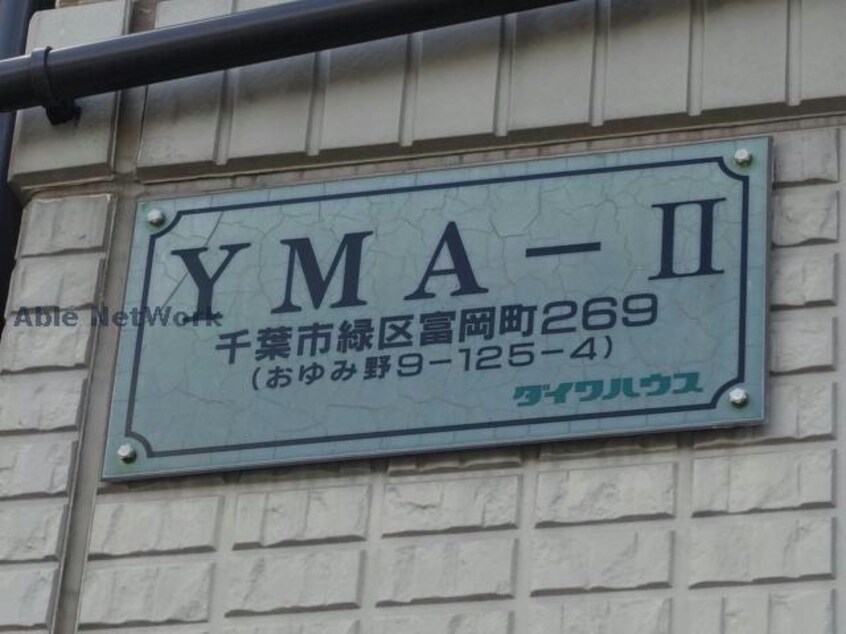 YMA－II
Able NetWork
千葉市緑区富岡町269
(おゆみ野9－125－4)
ダイワハウス